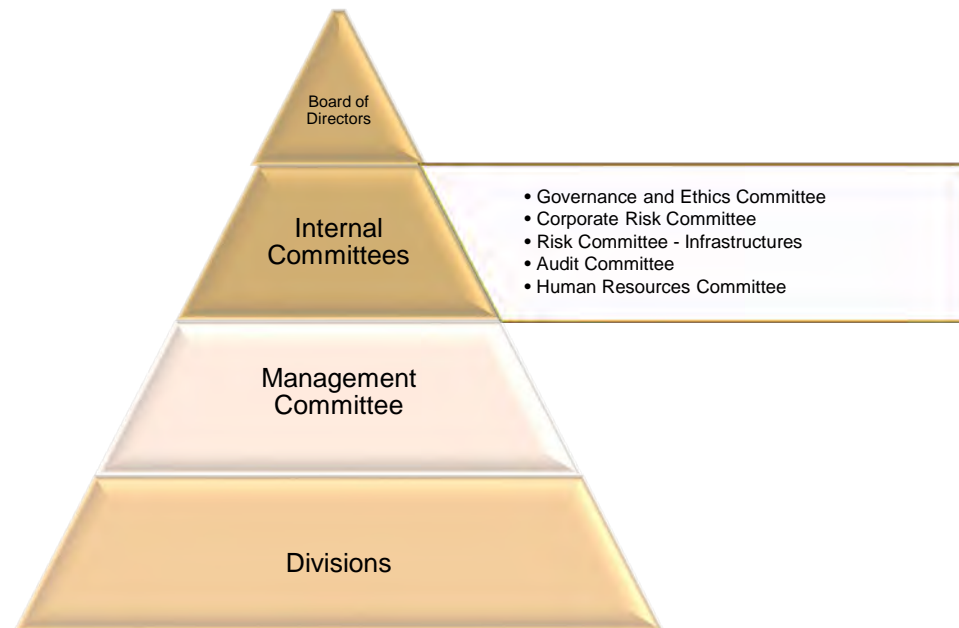 Board of
Directors
Internal
Committees
• Governance and Ethics Committee
• Corporate Risk Committee
• Risk Committee - Infrastructures
• Audit Committee
• Human Resources Committee
Management
Committee
Divisions